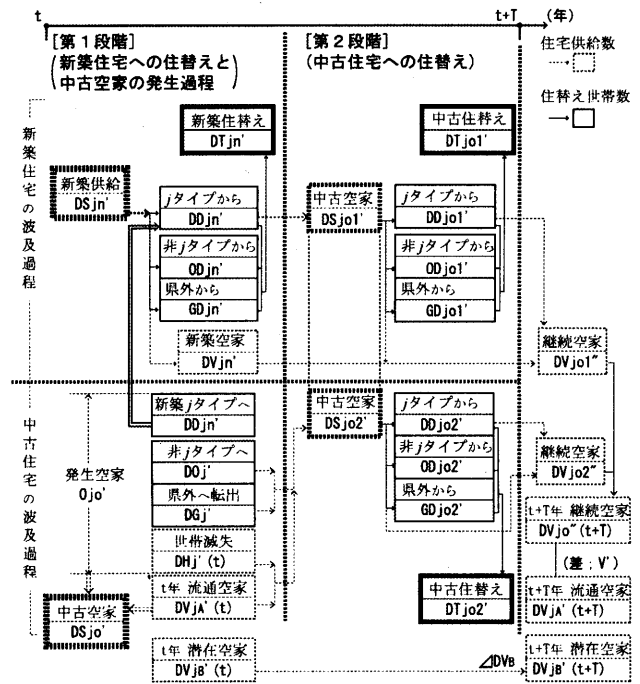 t
t+T
(年)
[第1段階]
(新築住宅への住替えと
中古空家の発生過程)
[第2段階]
(中古住宅への住替え)
住宅供給数
住替え世帯数
新築住宅の波及過程
新築住替え
DTjn'
中古住替え
DTjo1'
新築供給
DSjn'
jタイプから
DDjn'
非jタイプから
ODjn'
県外から
GDjn'
新築空家
DVjn'
中古空家
DSjo1'
jタイプから
DDjo1'
非jタイプから
ODjo1'
県外から
GDjo1'
継続空家
DVjo1"
中古住宅の波及過程
発生空家
Ojo'
新築jタイプへ
DDjn'
非jタイプへ
DOj'
県外へ転出
DGj'
世帯滅失
DHj'(t)
t年 流通空家
DVjA'(t)
中古空家
DSjo'
t年 潜在空家
DVjB'(t)
中古空家
DSjo2'
jタイプから
DDjo2'
非jタイプから
ODjo2'
県外から
GDjo2'
中古住替え
DTjo2'
継続空家
DVjo2"
t+T年 継続空家
DVjo"(t+T)
(差;V')
t+T年 流通空家
DVjA'(t+T)
⊿DVB
t+T年 潜在空家
DVjB'(t+T)